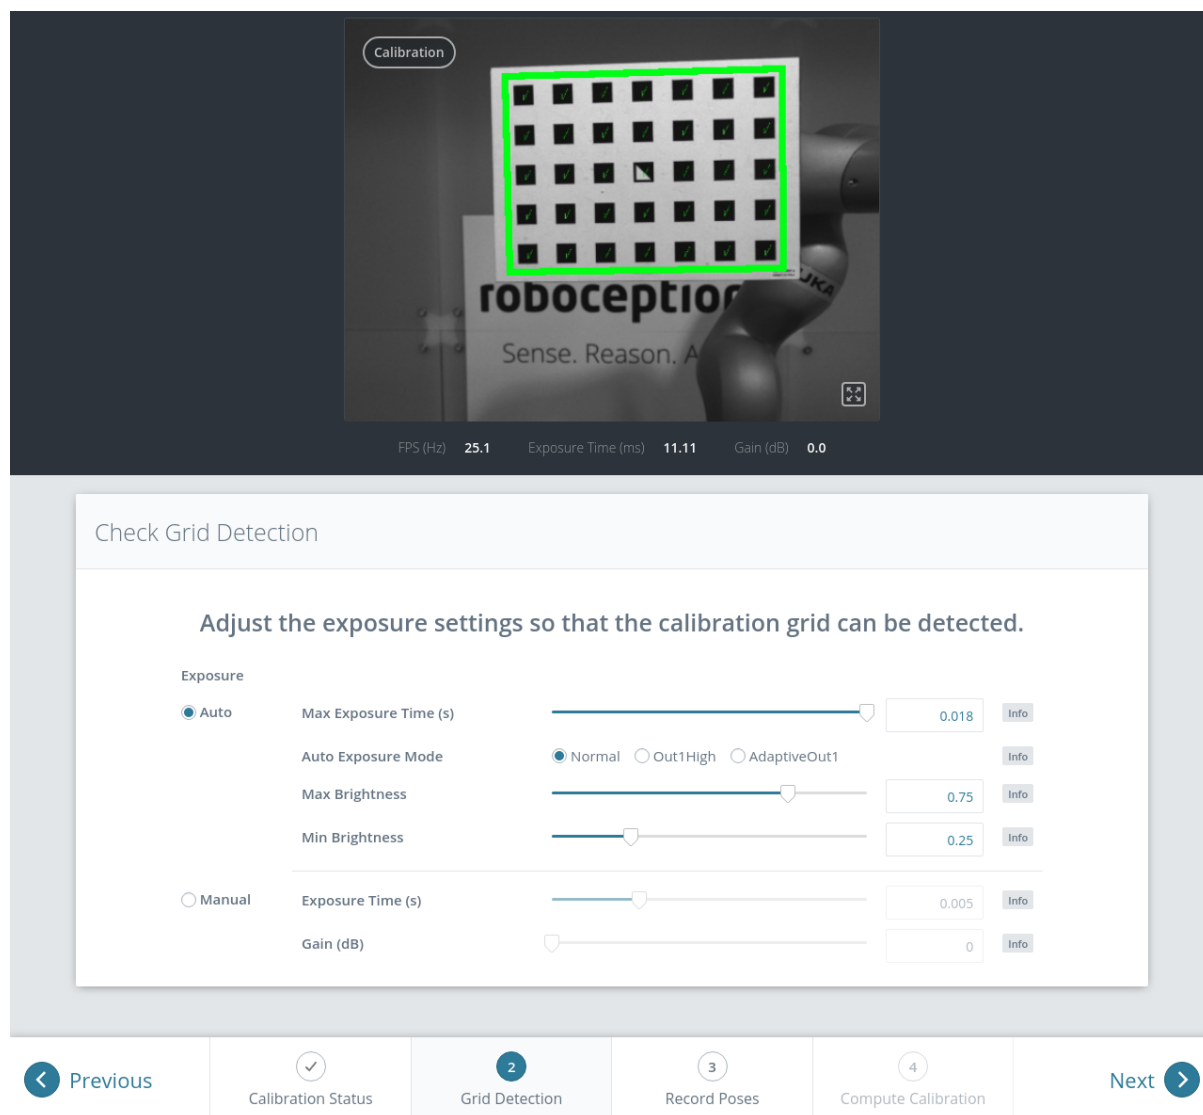 Calibration
roboception
Sense. Reason. A
KUKA
FPS (Hz) 25.1 Exposure Time (ms) 11.11 Gain (dB) 0.0
Check Grid Detection
Adjust the exposure settings so that the calibration grid can be detected.
Exposure
Auto Max Exposure Time (s) 0.018 Info
Auto Exposure Mode Normal Out1High AdaptiveOut1 Info
Max Brightness 0.75 Info
Min Brightness 0.25 Info
Manual Exposure Time (s) 0.005 Info
Gain (dB) 0 Info
Previous
Calibration Status
2 Grid Detection
3 Record Poses
4 Compute Calibration
Next